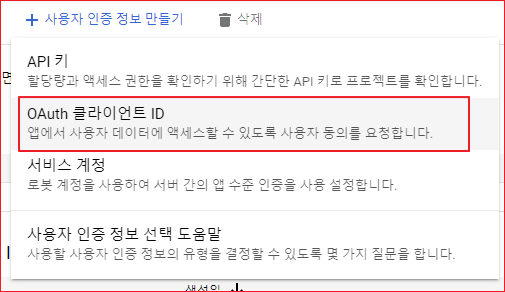 + 사용자 인증 정보 만들기 삭제
API 키
할당량과 액세스 권한을 확인하기 위해 간단한 API 키로 프로젝트를 확인합니다.
OAuth 클라이언트 ID
앱에서 사용자 데이터에 액세스할 수 있도록 사용자 동의를 요청합니다.
서비스 계정
로봇 계정을 사용하여 서버 간의 앱 수준 인증을 사용 설정합니다.
사용자 인증 정보 선택 도움말
사용할 사용자 인증 정보의 유형을 결정할 수 있도록 몇 가지 질문을 합니다.